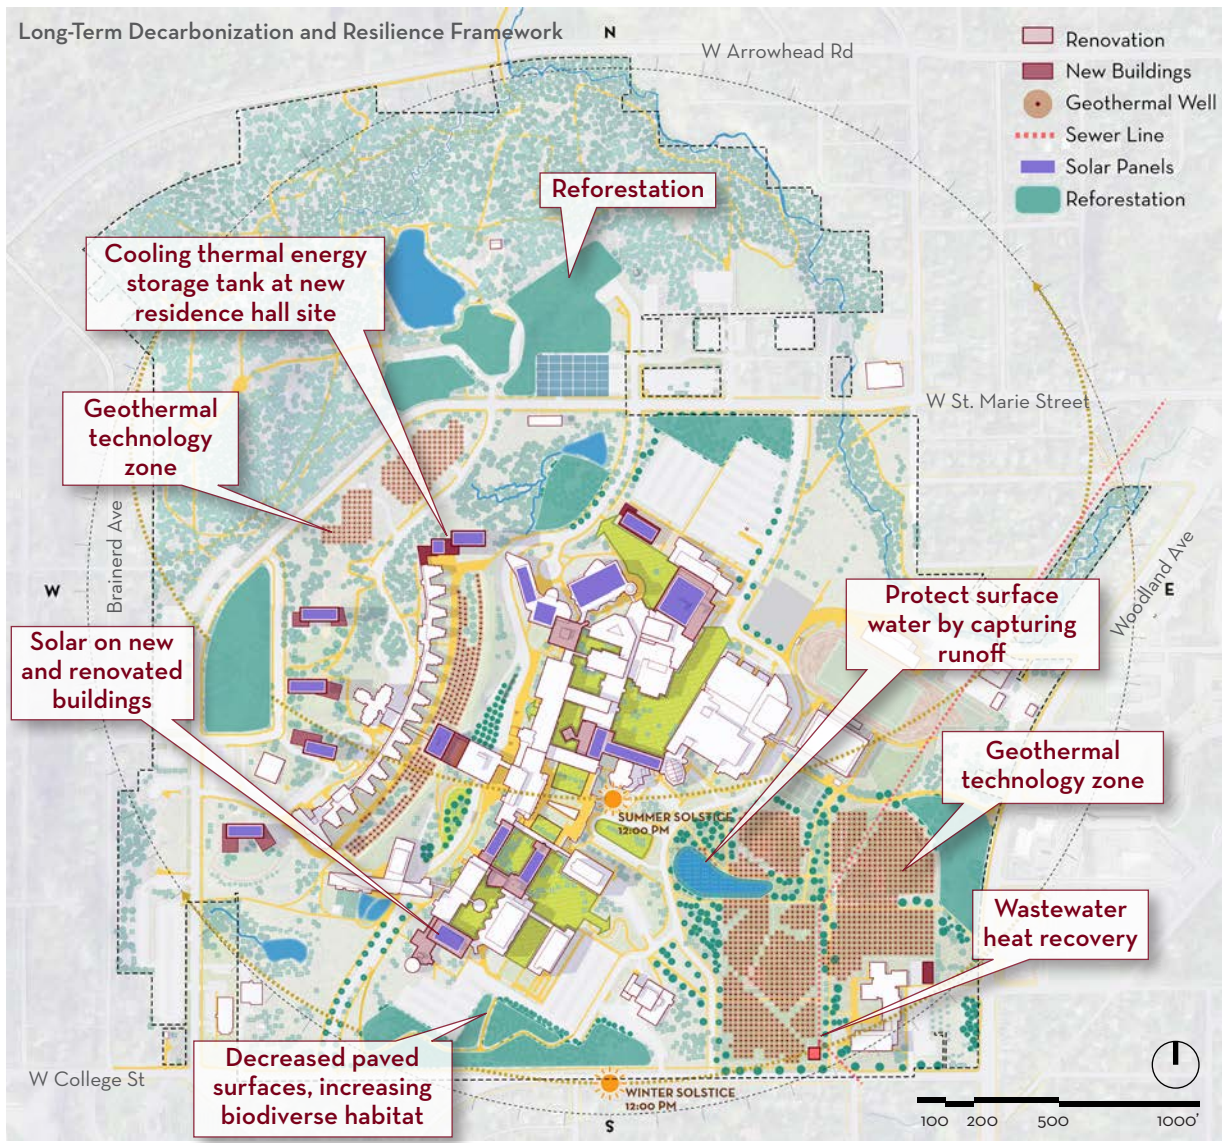 Long-Term Decarbonization and Resilience Framework
N
W Arrowhead Rd
Renovation
New Buildings
Geothermal Well
Sewer Line
Solar Panels
Reforestation
Reforestation
Cooling thermal energy
storage tank at new
residence hall site
W St. Marie Street
Geothermal
technology
zone
Brainerd Ave
W
E
Woodland Ave
Protect surface
water by capturing
runoff
Solar on new
and renovated
buildings
Geothermal
technology zone
SUMMER SOLSTICE
12:00 PM
Wastewater
heat recovery
Decreased paved
surfaces, increasing
biodiverse habitat
W College St
WINTER SOLSTICE
12:00 PM
S
100 200 500 1000'